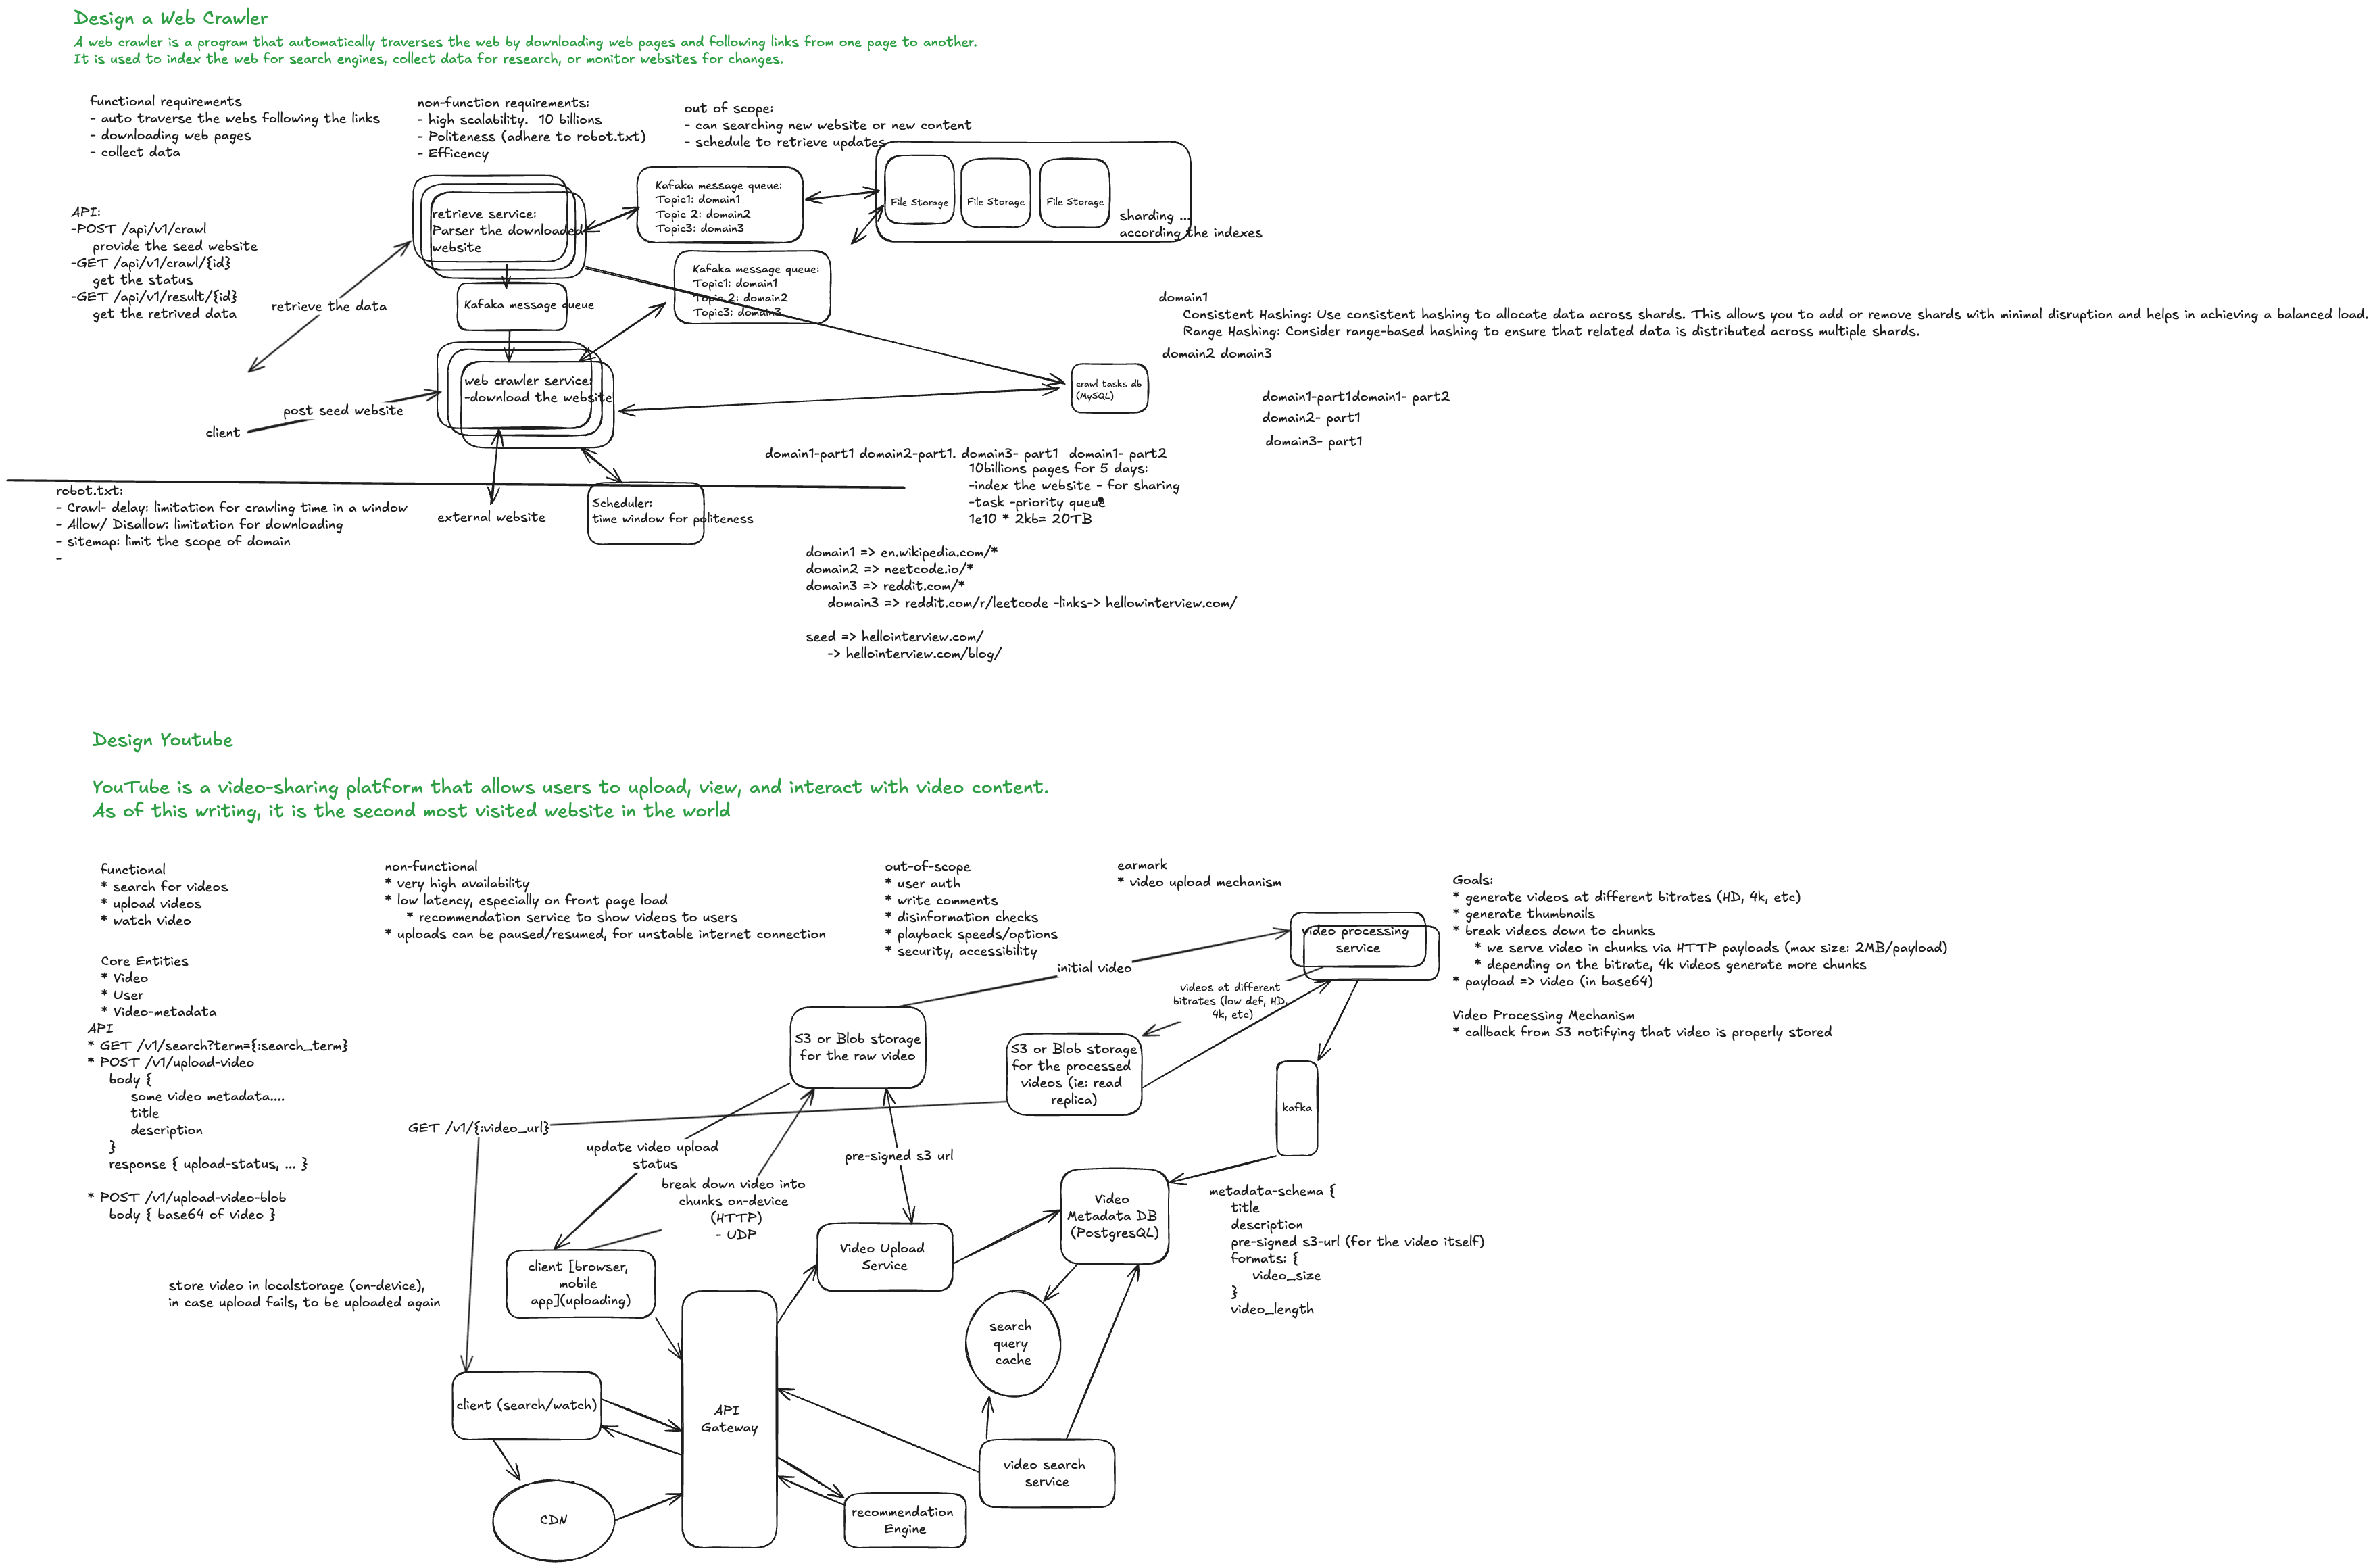 Design a Web Crawler
A web crawler is a program that automatically traverses the web by downloading web pages and following links from one page to another.
It is used to index the web for search engines, collect data for research, or monitor websites for changes.
functional requirements
- auto traverse the webs following the links
- downloading web pages
- collect data
non-function requirements:
- high scalability.  10 billions
- Politeness (adhere to robot.txt)
- Efficency
out of scope:
- can searching new website or new content
- schedule to retrieve updates
API:
-POST /api/v1/crawl
provide the seed website
-GET /api/v1/crawl/{id}
get the status
-GET /api/v1/result/{id}
get the retrived data
retrieve service:
Parser the downloaded
website
Kafaka message queue:
Topic1: domain1
Topic 2: domain2
Topic3: domain3
File Storage
File Storage
File Storage
sharding ...
according the indexes
Kafaka message queue:
Topic1: domain1
Topic 2: domain2
Topic3: domain3
retrieve the data
Kafaka message queue
domain1
Consistent Hashing: Use consistent hashing to allocate data across shards. This allows you to add or remove shards with minimal disruption and helps in achieving a balanced load.
Range Hashing: Consider range-based hashing to ensure that related data is distributed across multiple shards.
domain2 domain3
web crawler service:
-download the website
crawl tasks db
(MySQL)
domain1-part1domain1- part2
domain2- part1
domain3- part1
post seed website
client
domain1-part1 domain2-part1. domain3- part1  domain1- part2
10billions pages for 5 days:
-index the website - for sharing
-task -priority queue
1e10 * 2kb= 20TB
robot.txt:
- Crawl- delay: limitation for crawling time in a window
- Allow/ Disallow: limitation for downloading
- sitemap: limit the scope of domain
-
external website
Scheduler:
time window for politeness
domain1 => en.wikipedia.com/*
domain2 => neetcode.io/*
domain3 => reddit.com/*
domain3 => reddit.com/r/leetcode -links-> hellowinterview.com/
seed => hellointerview.com/
-> hellointerview.com/blog/
Design Youtube
YouTube is a video-sharing platform that allows users to upload, view, and interact with video content.
As of this writing, it is the second most visited website in the world
functional
* search for videos
* upload videos
* watch video
non-functional
* very high availability
* low latency, especially on front page load
* recommendation service to show videos to users
* uploads can be paused/resumed, for unstable internet connection
out-of-scope
* user auth
* write comments
* disinformation checks
* playback speeds/options
* security, accessibility
earmark
* video upload mechanism
Goals:
* generate videos at different bitrates (HD, 4k, etc)
* generate thumbnails
* break videos down to chunks
* we serve video in chunks via HTTP payloads (max size: 2MB/payload)
* depending on the bitrate, 4k videos generate more chunks
* payload => video (in base64)
Video Processing Mechanism
* callback from S3 notifying that video is properly stored
video processing
service
initial video
videos at different
bitrates (low def, HD,
4k, etc)
Core Entities
* Video
* User
* Video-metadata
API
* GET /v1/search?term={:search_term}
* POST /v1/upload-video
body {
some video metadata....
title
description
}
response { upload-status, ... }
* POST /v1/upload-video-blob
body { base64 of video }
S3 or Blob storage
for the raw video
S3 or Blob storage
for the processed
videos (ie: read
replica)
kafka
GET /v1/{:video_url}
update video upload
status
break down video into
chunks on-device
(HTTP)
- UDP
pre-signed s3 url
Video
Metadata DB
(PostgresQL)
metadata-schema {
title
description
pre-signed s3-url (for the video itself)
formats: {
video_size
}
video_length
store video in localstorage (on-device),
in case upload fails, to be uploaded again
client [browser,
mobile
app](uploading)
Video Upload
Service
search
query
cache
client (search/watch)
API
Gateway
video search
service
CDN
recommendation
Engine